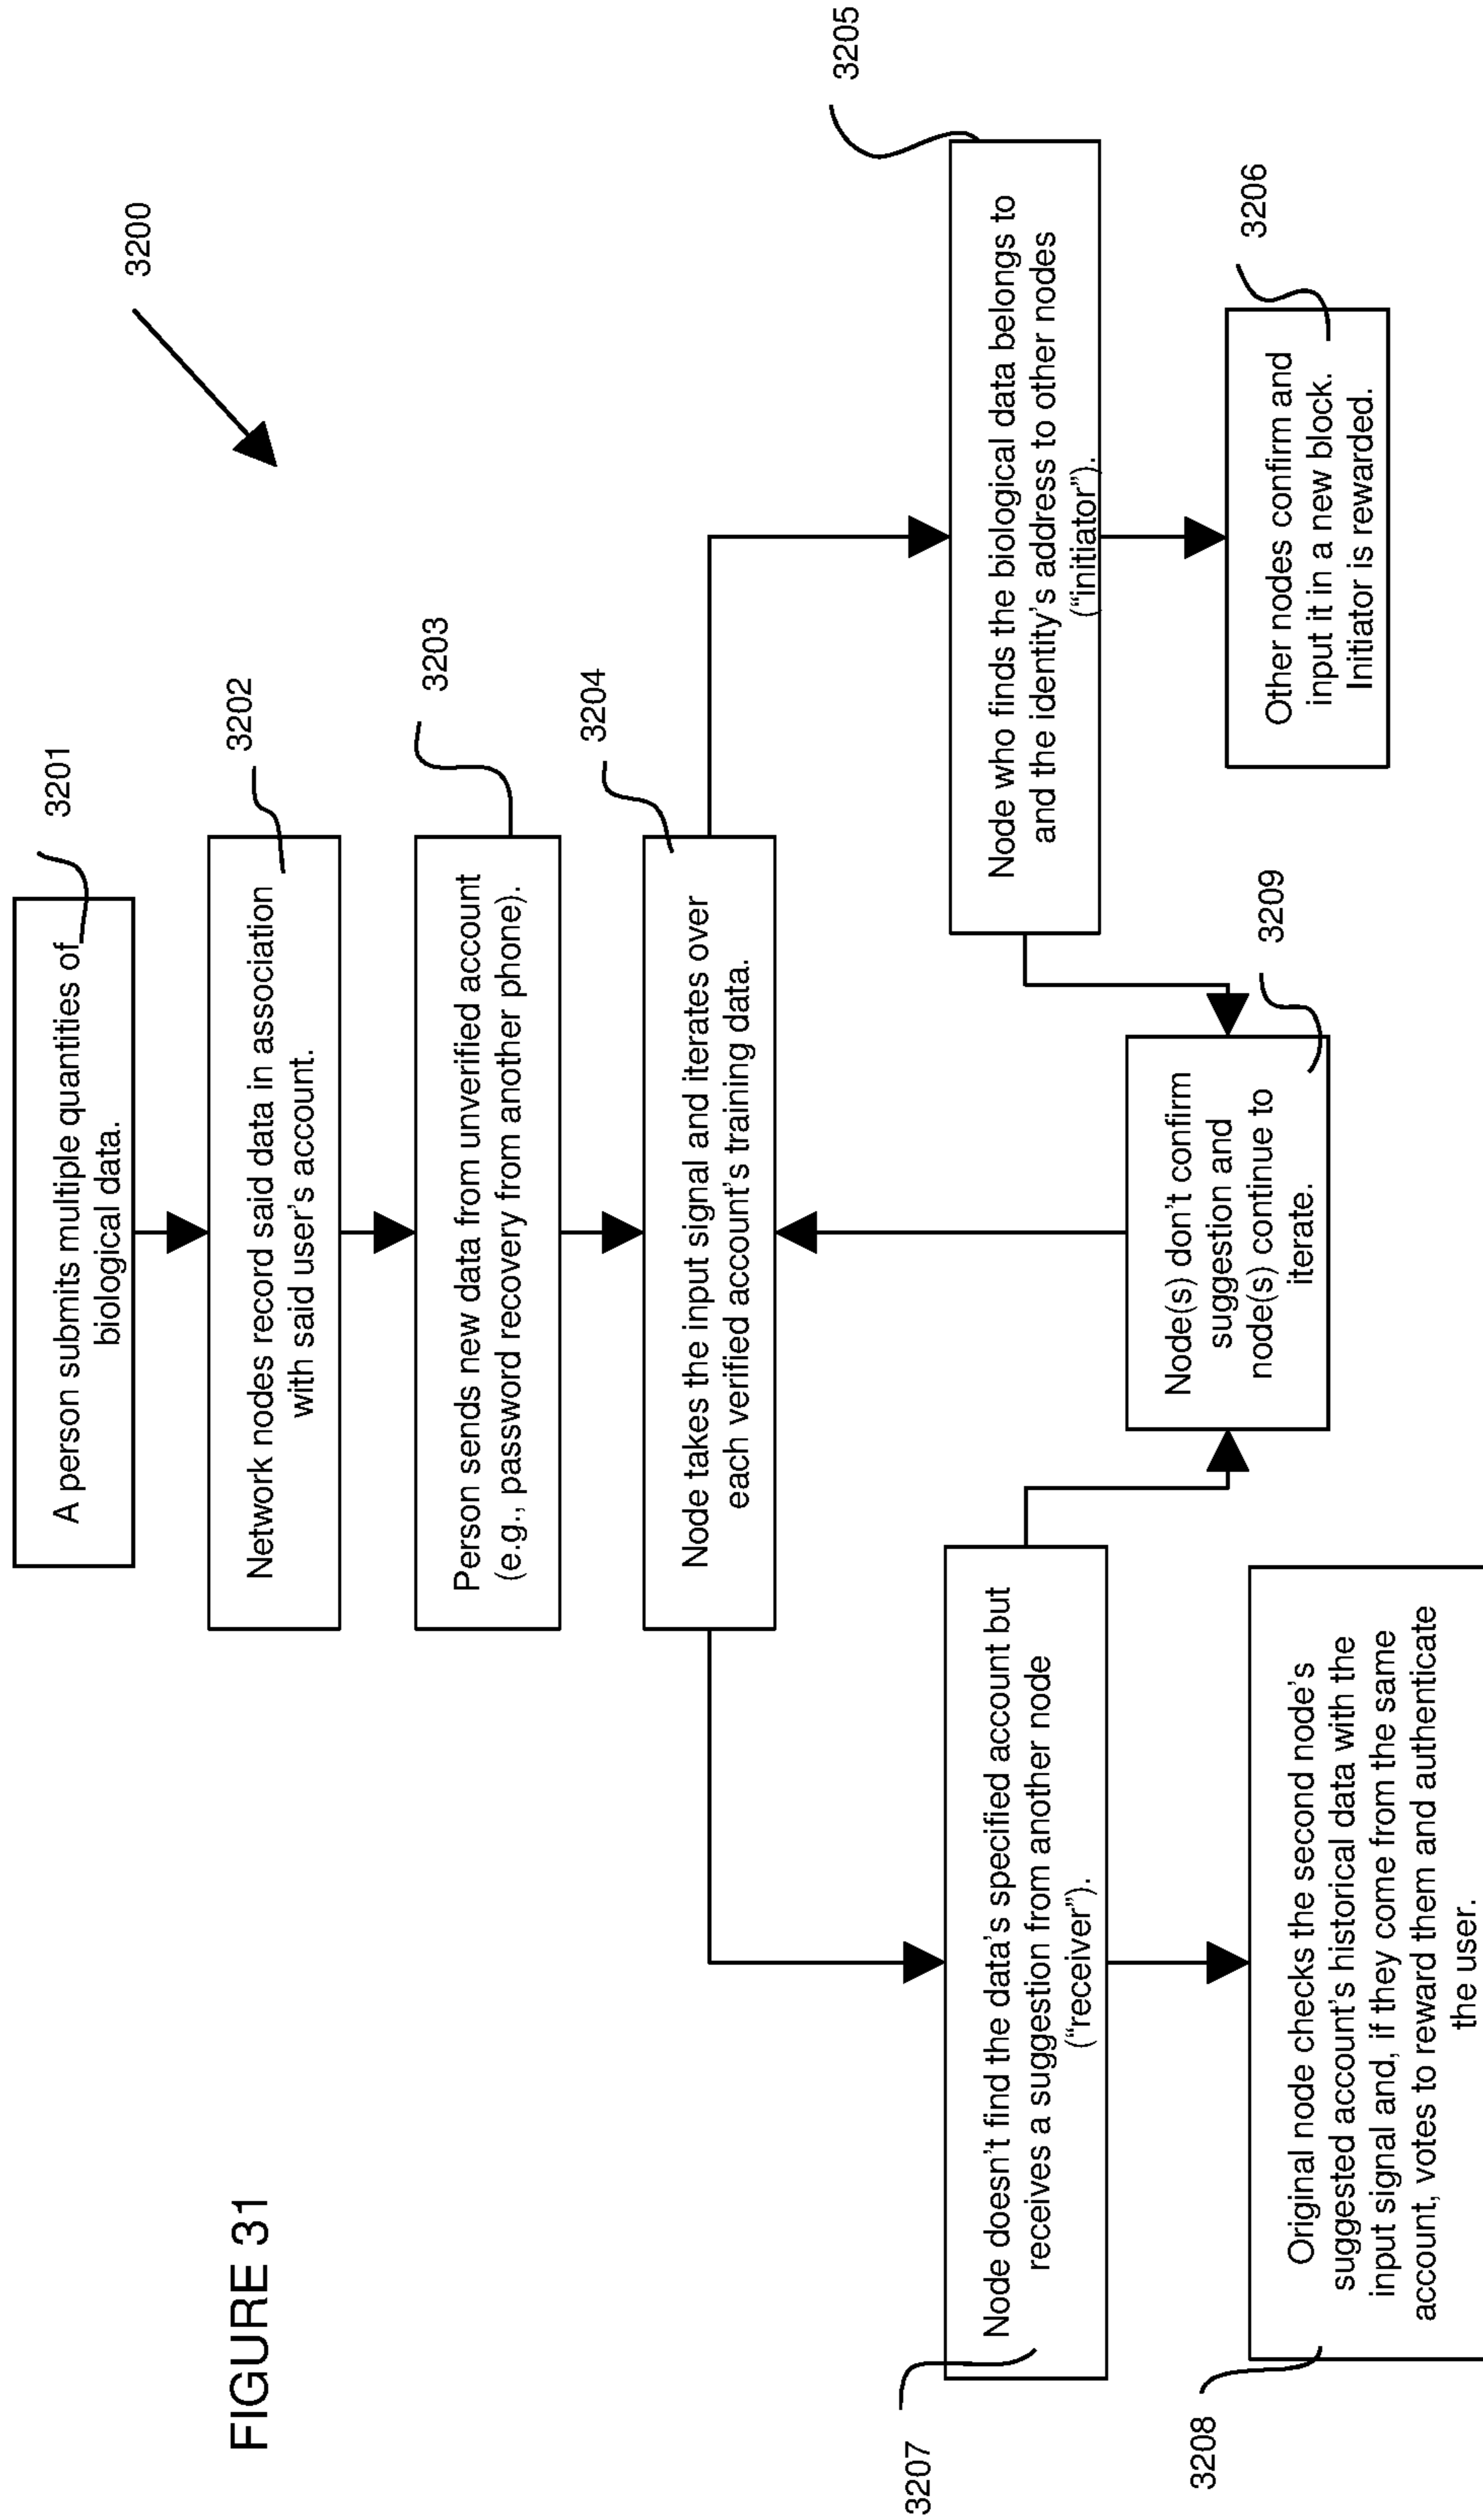 FIGURE 31
3200
A person submits multiple quantities of
biological data.
3201
Network nodes record said data in association
with said user's account.
3202
Person sends new data from unverified account
(e.g., password recovery from another phone).
3203
Node takes the input signal and iterates over
each verified account's training data.
3204
Node who finds the biological data belongs to
and the identity's address to other nodes
(“initiator”).
3205
Other nodes confirm and
input it in a new block.
Initiator is rewarded.
3206
Node doesn't find the data's specified account but
receives a suggestion from another node
(“receiver”).
3207
Original node checks the second node's
suggested account's historical data with the
input signal and, if they come from the same
account, votes to reward them and authenticate
the user.
3208
Node(s) don't confirm
suggestion and
node(s) continue to
iterate.
3209